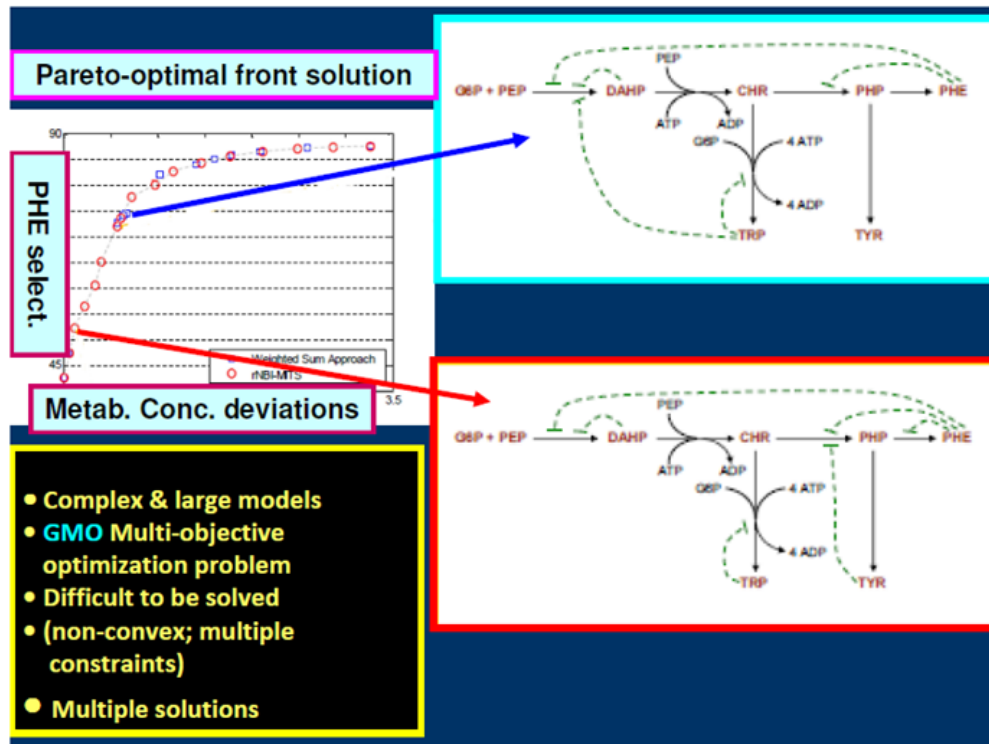 Pareto-optimal front solution
90
PHE select.
45
Weighted Sum Approach
rNBI-MITS
3.5
Metab. Conc. deviations
PEP
G6P + PEP
DAHP
CHR
PHP
PHE
ATP
ADP
G6P
4 ATP
4 ADP
TRP
TYR
PEP
G6P + PEP
DAHP
CHR
PHP
PHE
ATP
ADP
G6P
4 ATP
4 ADP
TRP
TYR
• Complex & large models
• GMO Multi-objective
optimization problem
• Difficult to be solved
• (non-convex; multiple
constraints)
• Multiple solutions